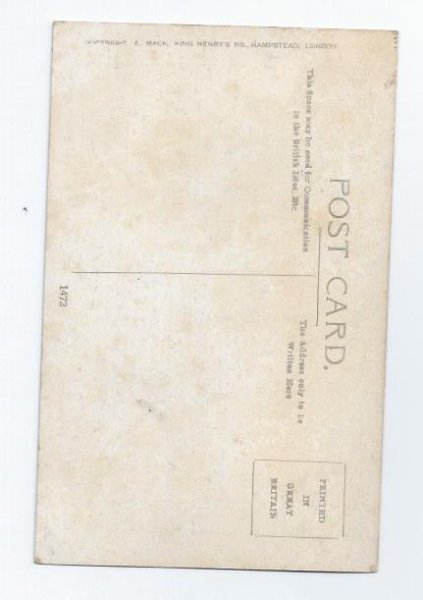 COPYRIGHT. E. MACK, KING HENRY'S RD., HAMPSTEAD, LONDON.
POST CARD.
This Space may be used for Communication
in the British Isles, Etc.
The Address only to be
Written Here
PRINTED
IN
GREAT
BRITAIN
1472